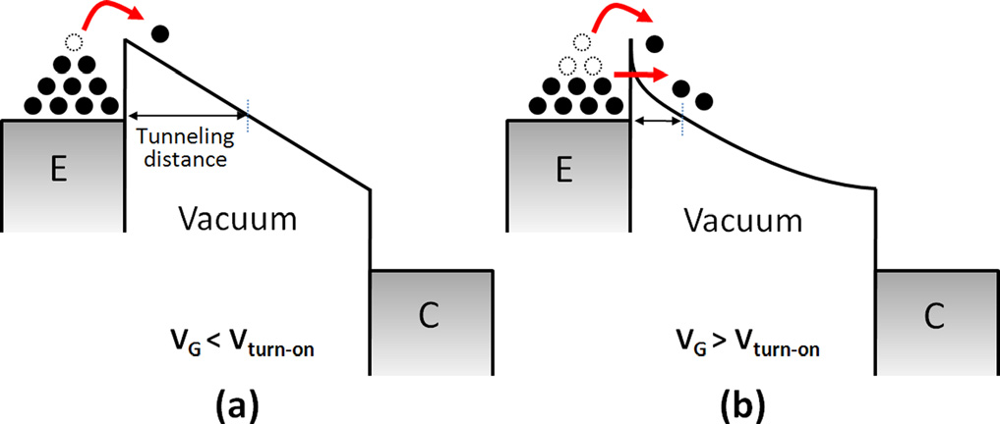 E
Tunneling
distance
Vacuum
C
VG < Vturn-on
(a)
E
Vacuum
C
VG > Vturn-on
(b)